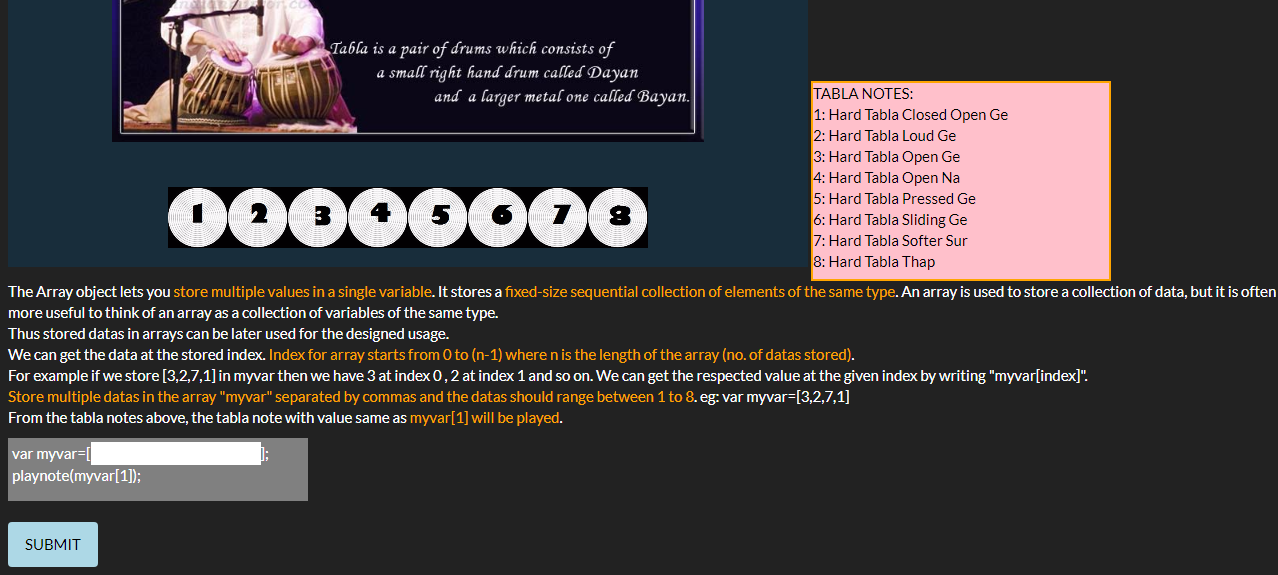 Tabla is a pair of drums which consists of
a small right hand drum called Dayan
and a larger metal one called Bayan.
TABLA NOTES:
1: Hard Tabla Closed Open Ge
2: Hard Tabla Loud Ge
3: Hard Tabla Open Ge
4: Hard Tabla Open Na
5: Hard Tabla Pressed Ge
6: Hard Tabla Sliding Ge
7: Hard Tabla Softer Sur
8: Hard Tabla Thap
1 2 3 4 5 6 7 8
The Array object lets you store multiple values in a single variable. It stores a fixed-size sequential collection of elements of the same type. An array is used to store a collection of data, but it is often
more useful to think of an array as a collection of variables of the same type.
Thus stored datas in arrays can be later used for the designed usage.
We can get the data at the stored index. Index for array starts from 0 to (n-1) where n is the length of the array (no. of datas stored).
For example if we store [3,2,7,1] in myvar then we have 3 at index 0 , 2 at index 1 and so on. We can get the respected value at the given index by writing "myvar[index]".
Store multiple datas in the array "myvar" separated by commas and the datas should range between 1 to 8. eg: var myvar=[3,2,7,1]
From the tabla notes above, the tabla note with value same as myvar[1] will be played.
var myvar=[ ];
playnote(myvar[1]);
SUBMIT